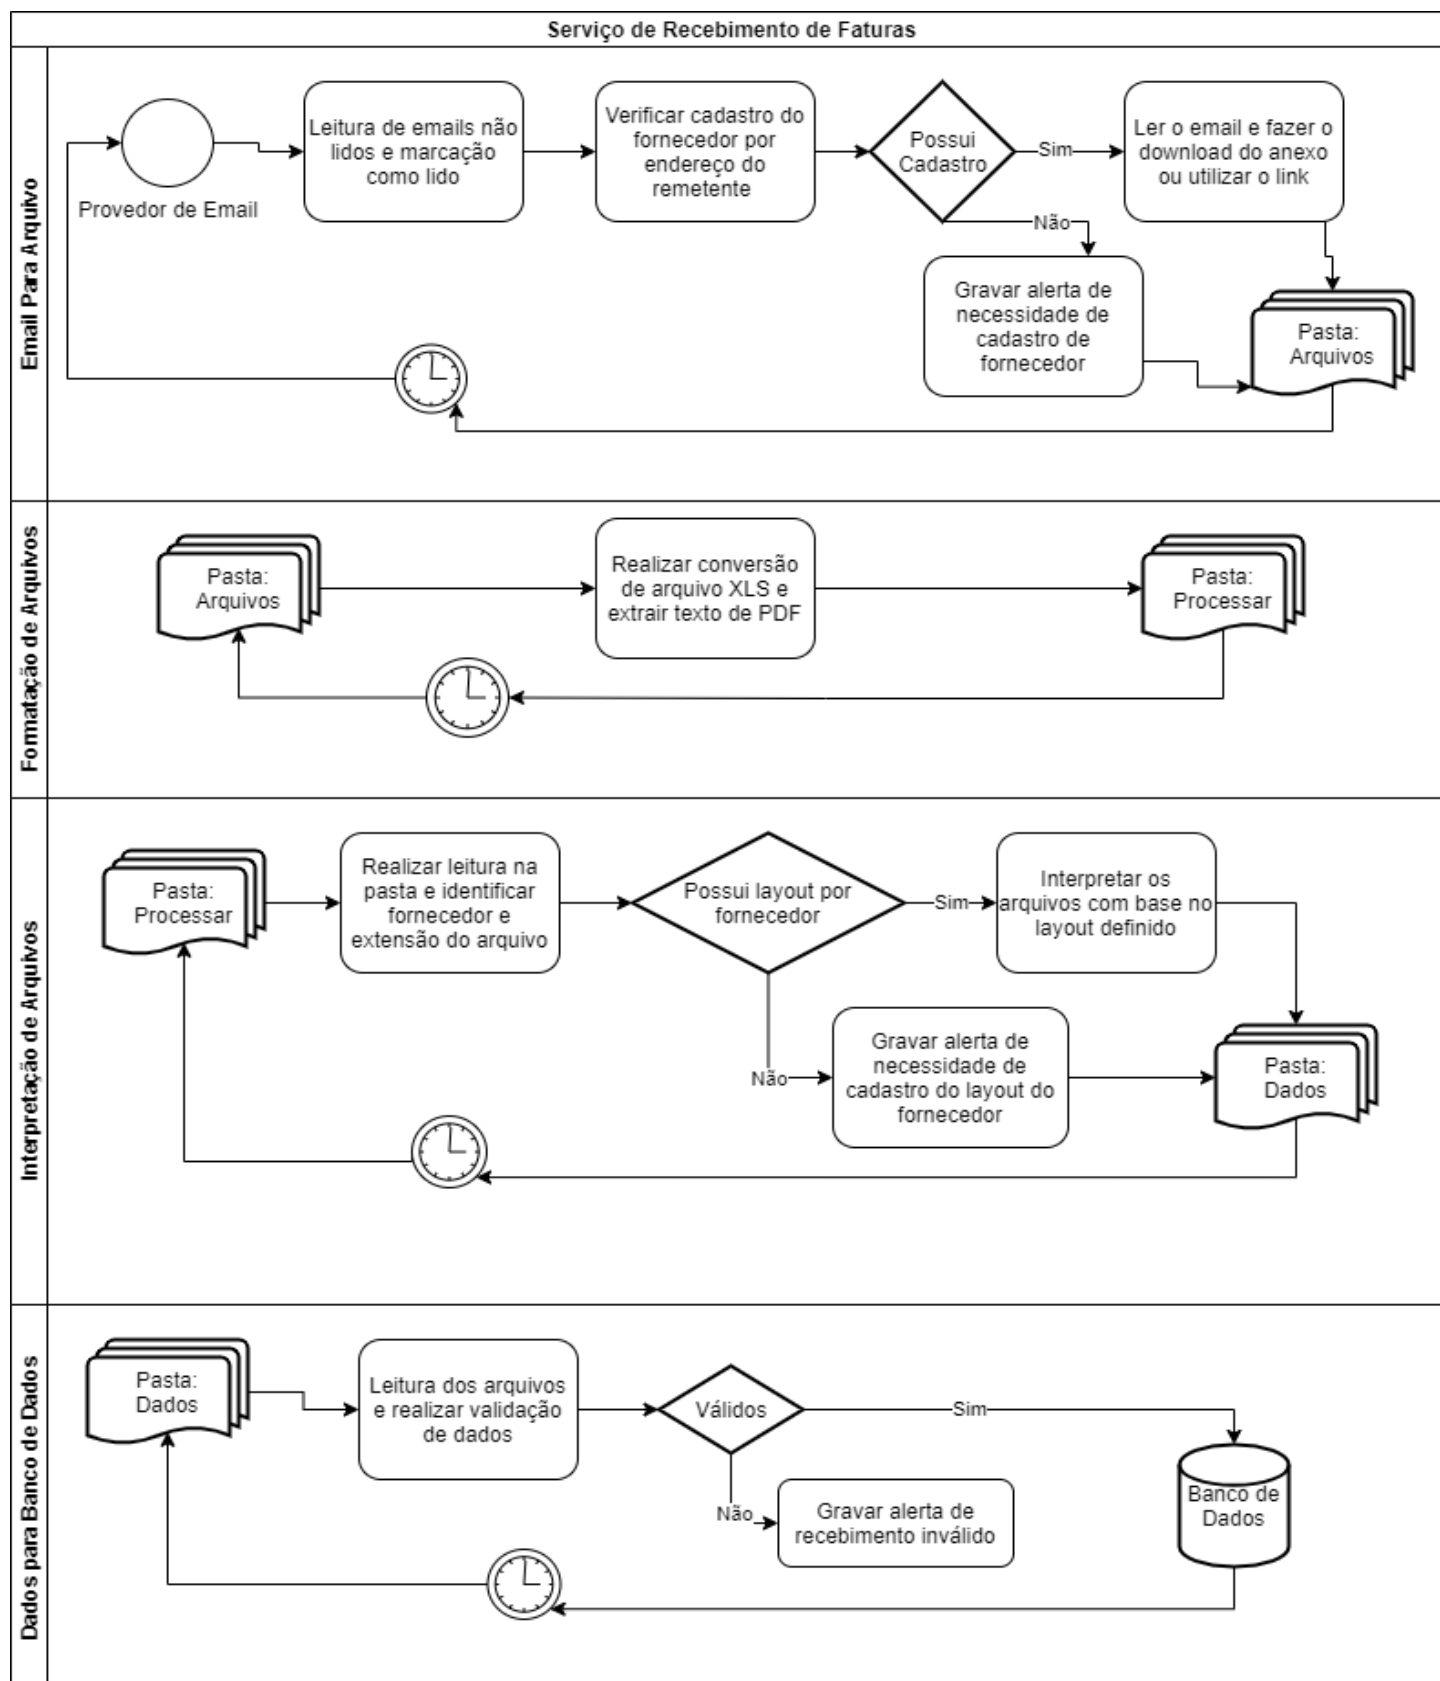 Serviço de Recebimento de Faturas
Email Para Arquivo
Provedor de Email
Leitura de emails não
lidos e marcação
como lido
Verificar cadastro do
fornecedor por
endereço do
remetente
Possui
Cadastro
Sim
Ler o email e fazer o
download do anexo
ou utilizar o link
Não
Gravar alerta de
necessidade de
cadastro de
fornecedor
Pasta:
Arquivos
Formatação de Arquivos
Pasta:
Arquivos
Realizar conversão
de arquivo XLS e
extrair texto de PDF
Pasta:
Processar
Interpretação de Arquivos
Pasta:
Processar
Realizar leitura na
pasta e identificar
fornecedor e
extensão do arquivo
Possui layout por
fornecedor
Sim
Interpretar os
arquivos com base no
layout definido
Não
Gravar alerta de
necessidade de
cadastro do layout do
fornecedor
Pasta:
Dados
Dados para Banco de Dados
Pasta:
Dados
Leitura dos arquivos
e realizar validação
de dados
Válidos
Sim
Não
Gravar alerta de
recebimento inválido
Banco de
Dados